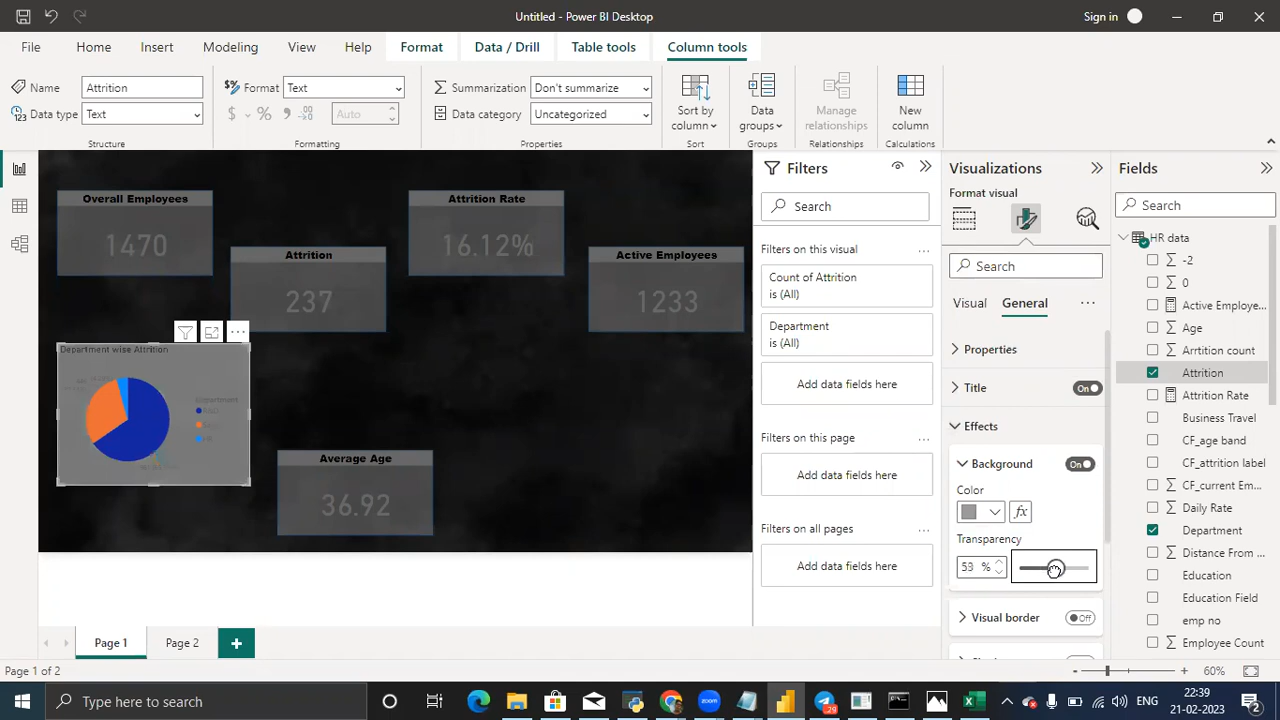 Untitled - Power BI Desktop
Sign in
File Home Insert Modeling View Help Format Data / Drill Table tools Column tools
Name Attrition
Format Text
Summarization Don't summarize
Data type Text
$ % Auto
Data category Uncategorized
Sort by column
Data groups
Manage relationships
New column
Structure Formatting Properties Sort Groups Relationships Calculations
Overall Employees
1470
Attrition
237
Attrition Rate
16.12%
Active Employees
1233
Department wise Attrition
Department
R&D
HR
Average Age
36.92
Filters
Search
Filters on this visual ...
Count of Attrition
is (All)
Department
is (All)
Add data fields here
Filters on this page ...
Add data fields here
Filters on all pages ...
Add data fields here
Visualizations
Format visual
Search
Visual General ...
Properties
Title On
Effects
Background On
Color
fx
Transparency
59 %
Visual border Off
Fields
Search
HR data
-2
0
Active Employe...
Age
Arrtition count
Attrition
Attrition Rate
Business Travel
CF_age band
CF_attrition label
CF_current Em...
Daily Rate
Department
Distance From ...
Education
Education Field
emp no
Employee Count
Page 1 Page 2 +
Page 1 of 2
- + 60%
Type here to search
zoom
29
ENG
22:39
21-02-2023
2